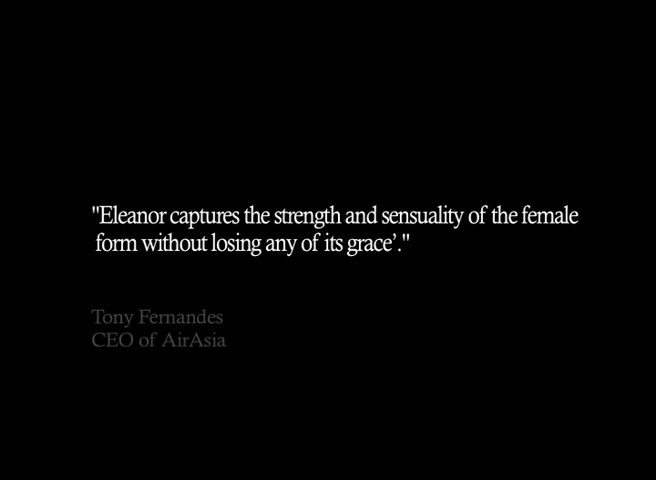 "Eleanor captures the strength and sensuality of the female
form without losing any of its grace’."
Tony Fernandes
CEO of AirAsia